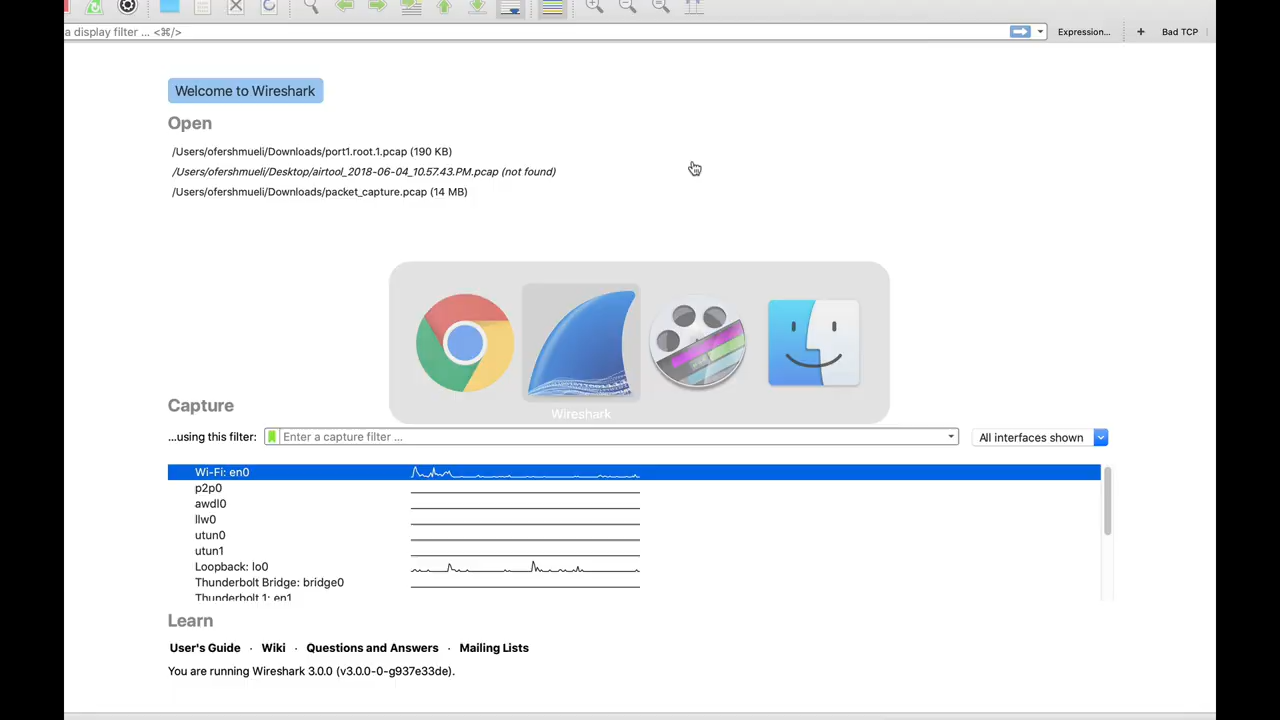 a display filter ... <⌘/>
Expression...
+
Bad TCP
Welcome to Wireshark
Open
/Users/ofershmueli/Downloads/port1.root.1.pcap (190 KB)
/Users/ofershmueli/Desktop/airtool_2018-06-04_10.57.43.PM.pcap (not found)
/Users/ofershmueli/Downloads/packet_capture.pcap (14 MB)
Wireshark
Capture
...using this filter:
Enter a capture filter ...
All interfaces shown
Wi-Fi: en0
p2p0
awdl0
llw0
utun0
utun1
Loopback: lo0
Thunderbolt Bridge: bridge0
Thunderbolt 1: en1
Learn
User's Guide · Wiki · Questions and Answers · Mailing Lists
You are running Wireshark 3.0.0 (v3.0.0-0-g937e33de).